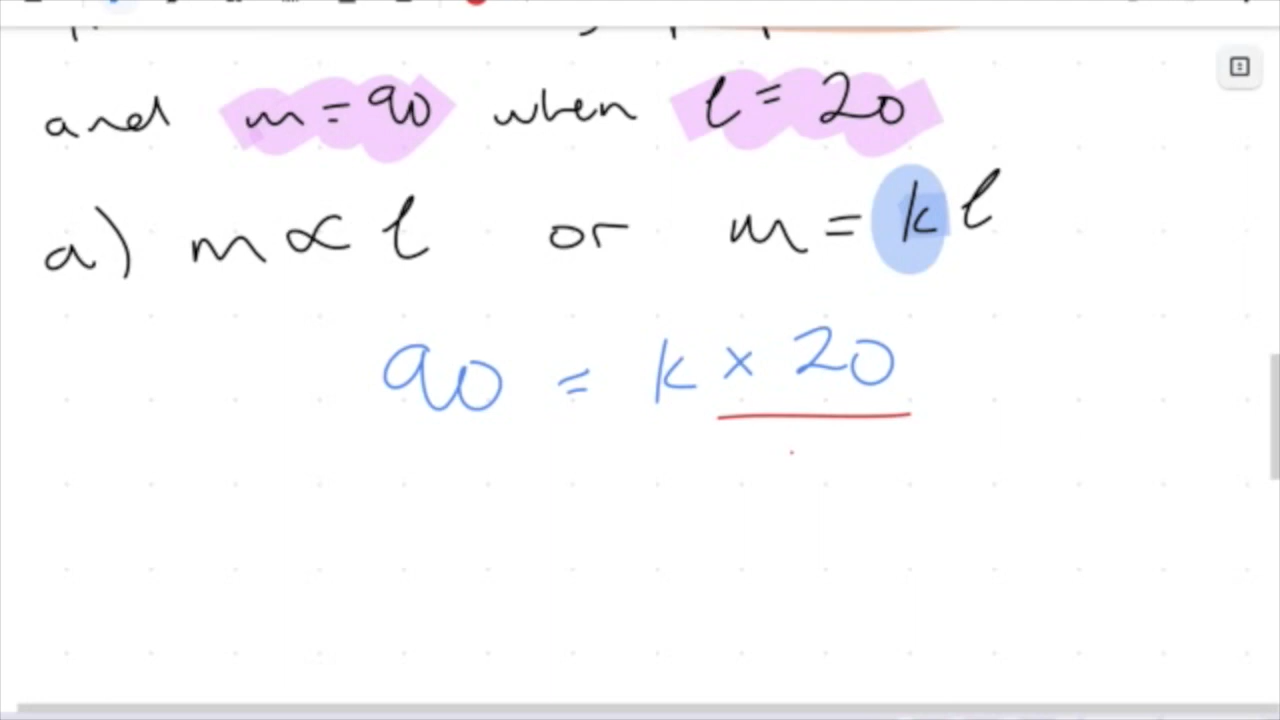 and m = 90 when l = 20
a) m ∝ l or m = kl
90 = k × 20